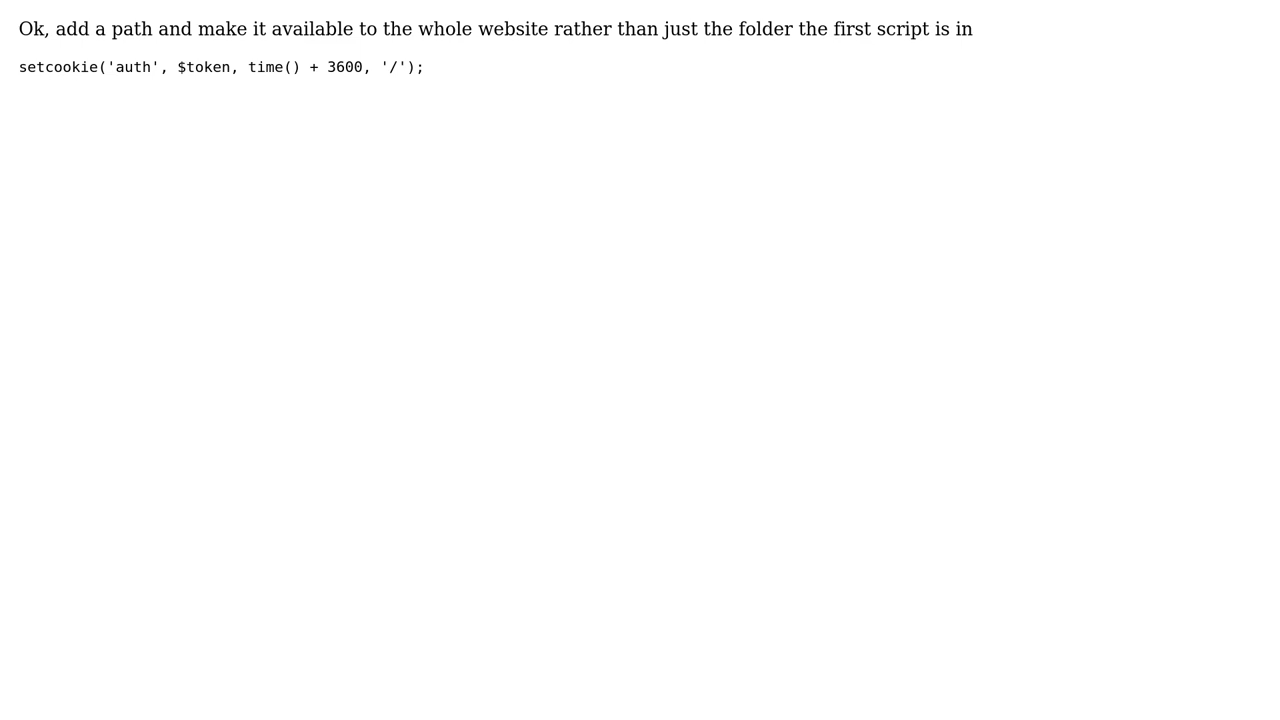 Ok, add a path and make it available to the whole website rather than just the folder the first script is in
setcookie('auth', $token, time() + 3600, '/');